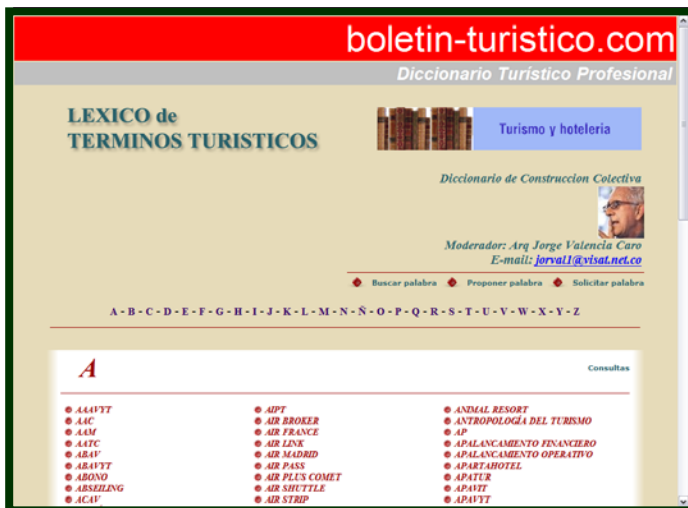 boletin-turistico.com
Diccionario Turístico Profesional
LEXICO de
TERMINOS TURISTICOS
Turismo y hoteleria
Diccionario de Construccion Colectiva
Moderador: Arq Jorge Valencia Caro
E-mail: jorval1@visat.net.co
Buscar palabra Proponer palabra Solicitar palabra
A - B - C - D - E - F - G - H - I - J - K - L - M - N - Ñ - O - P - Q - R - S - T - U - V - W - X - Y - Z
A Consultas
AAAVYT AIPT ANIMAL RESORT
AAC AIR BROKER ANTROPOLOGÍA DEL TURISMO
AAM AIR FRANCE AP
AATC AIR LINK APALANCAMIENTO FINANCIERO
ABAV AIR MADRID APALANCAMIENTO OPERATIVO
ABAVYT AIR PASS APARTAHOTEL
ABONO AIR PLUS COMET APATUR
ABSEILING AIR SHUTTLE APAVIT
ACAV AIR STRIP APAVYT